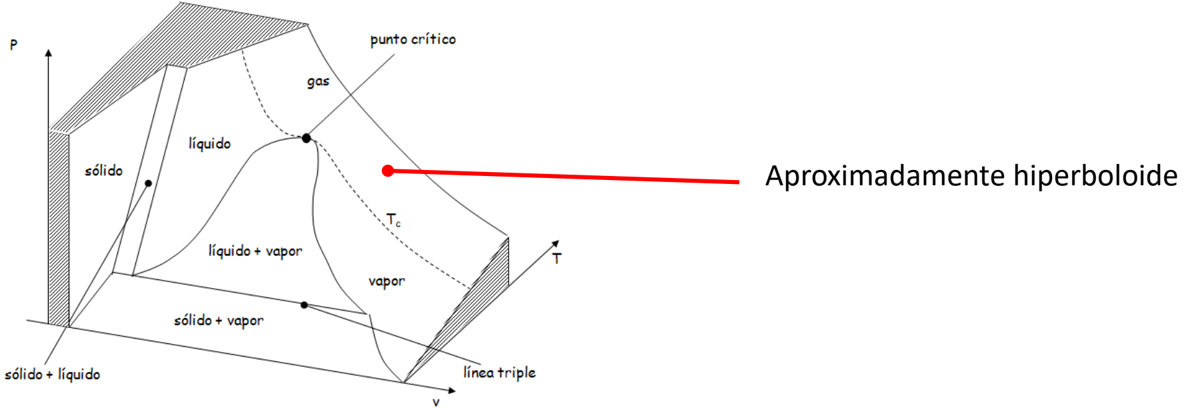 P
punto crítico
gas
líquido
sólido
Aproximadamente hiperboloide
T_c
líquido + vapor
T
vapor
sólido + vapor
sólido + líquido
línea triple
v